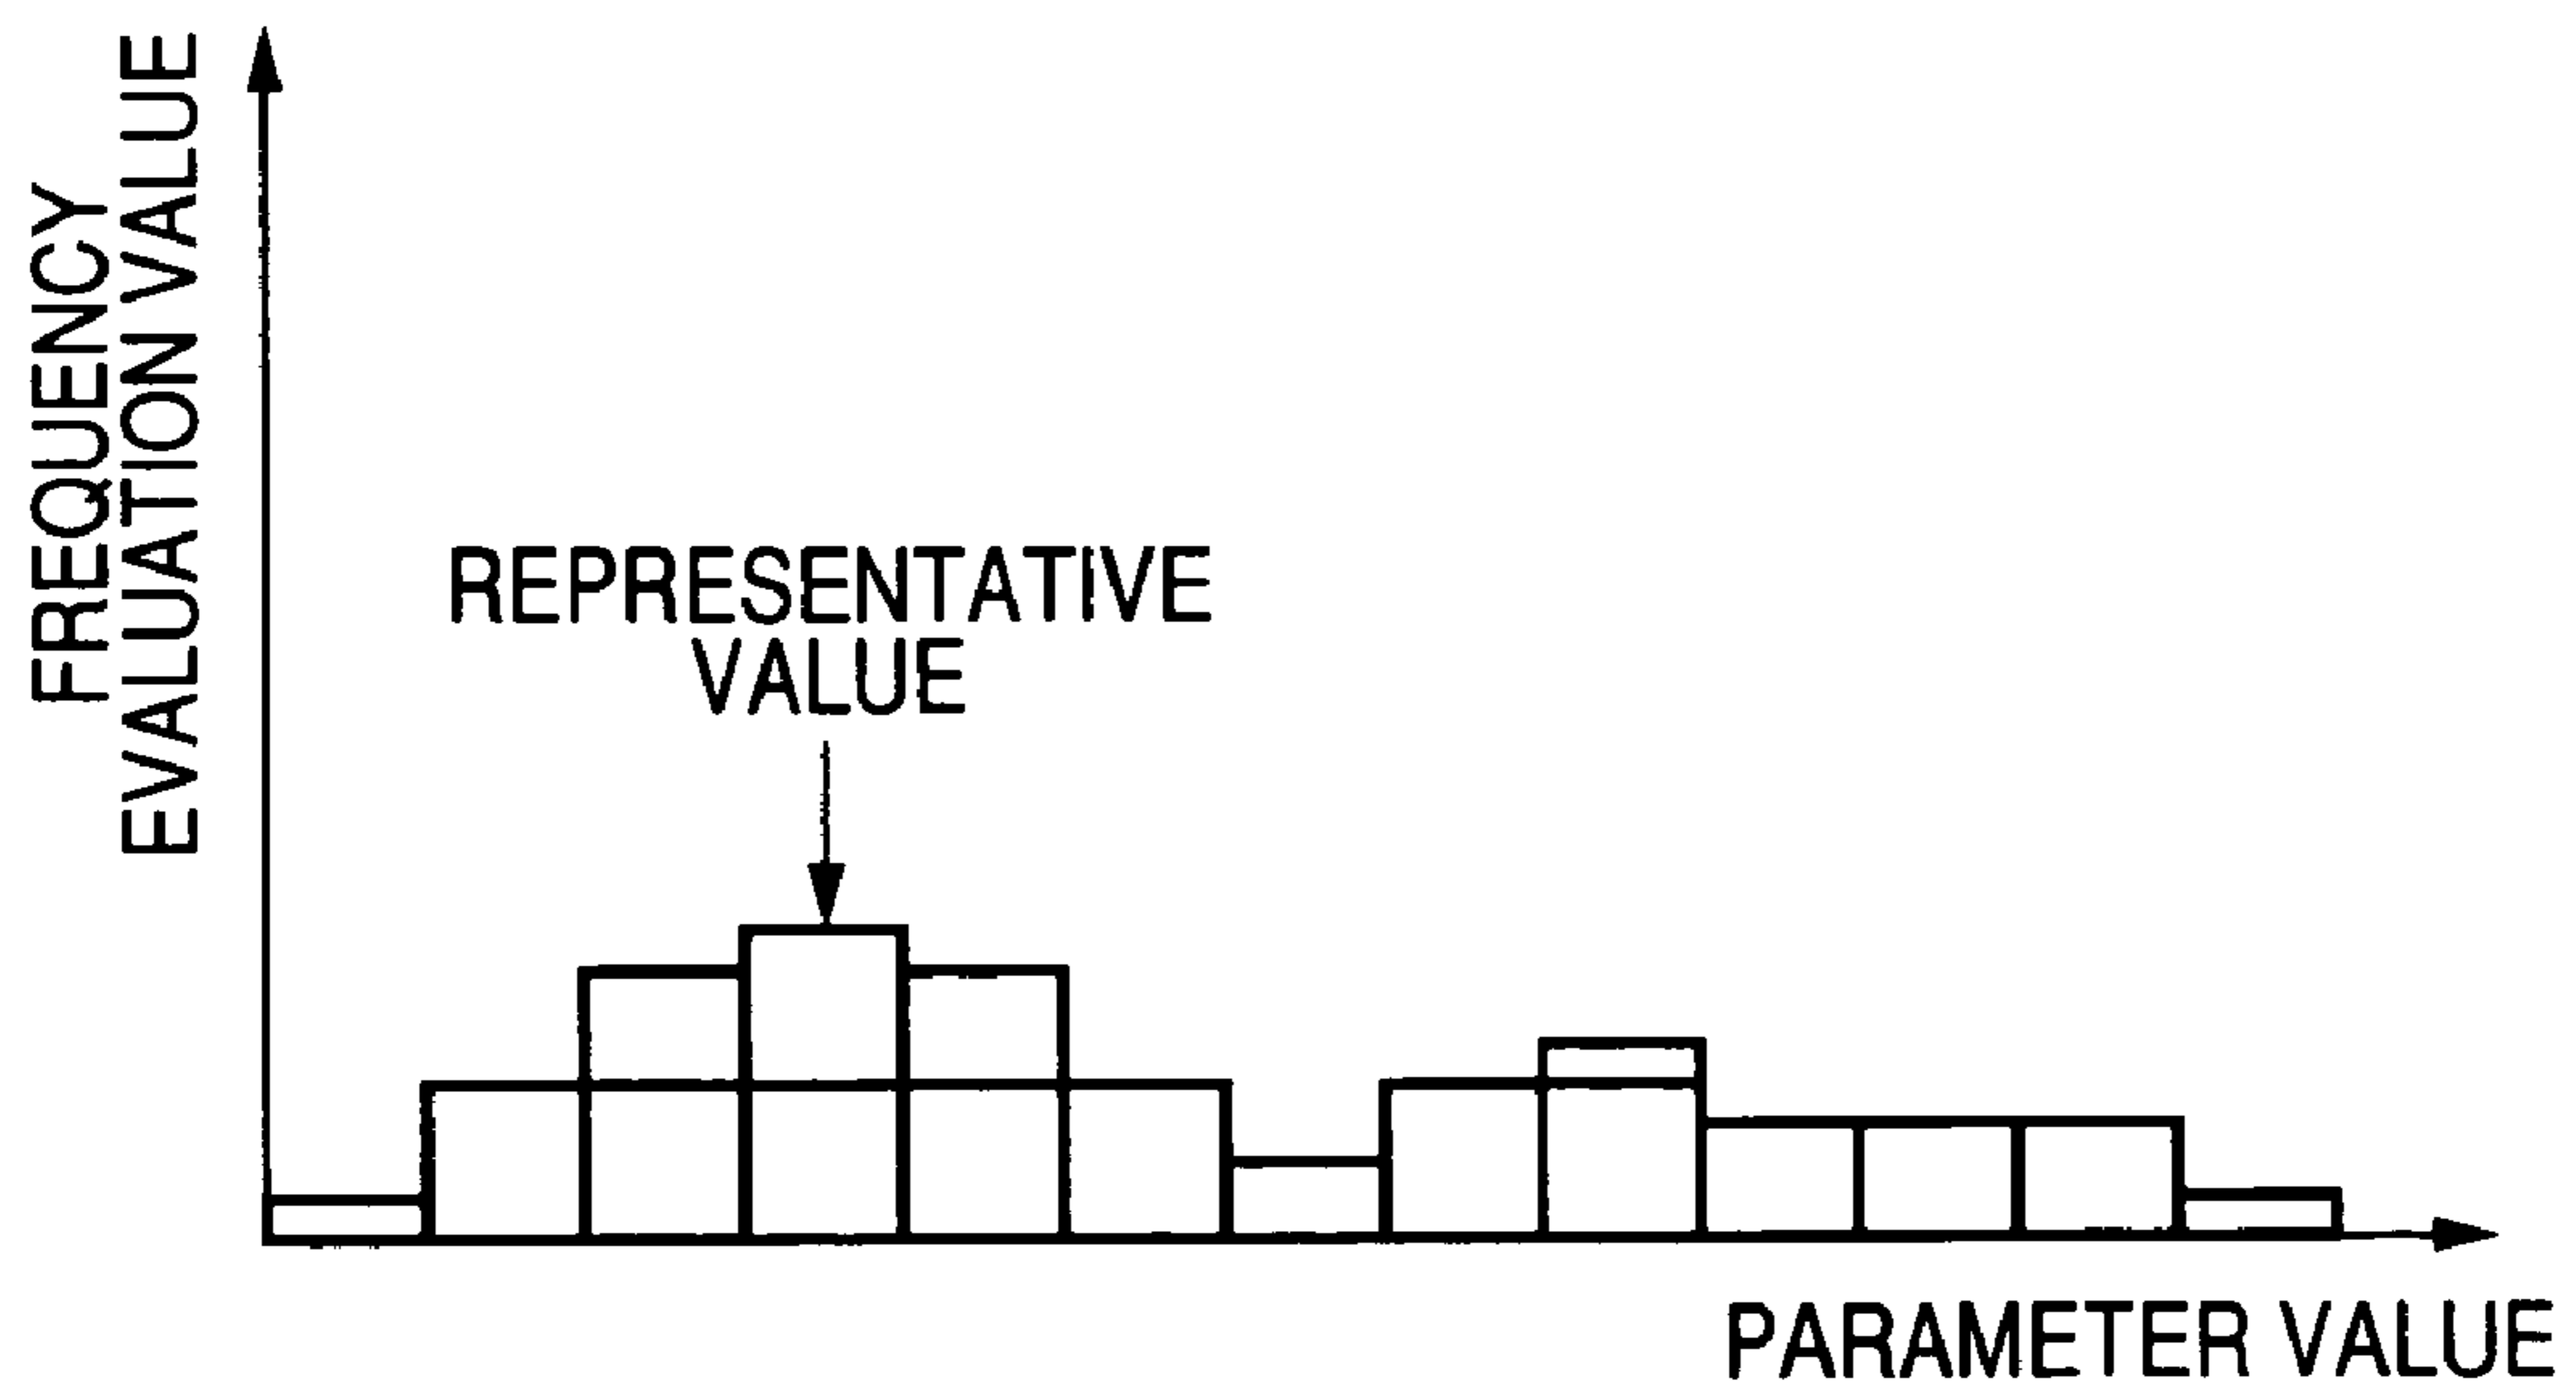 FREQUENCY
EVALUATION VALUE
REPRESENTATIVE
VALUE
PARAMETER VALUE